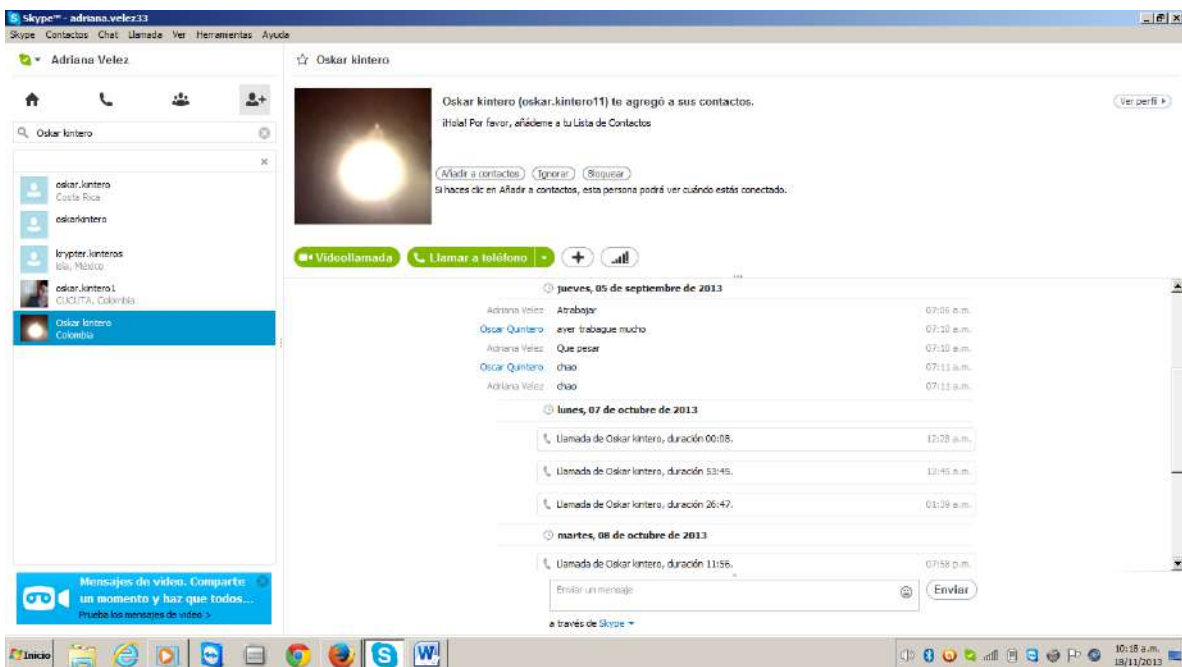 Skype™ - adriana.velez33
Skype Contactos Chat Llamada Ver Herramientas Ayuda
Adriana Velez
Oskar kintero
oskar.kintero
Costa Rica
oskarkintero
krypter.kinteros
Isla, México
oskar.kintero1
CUCUTA, Colombia
Oskar kintero
Colombia
Mensajes de video. Comparte
un momento y haz que todos...
Prueba los mensajes de video >
Oskar kintero
Oskar kintero (oskar.kintero11) te agregó a sus contactos.
Ver perfil
¡Hola! Por favor, añádeme a tu Lista de Contactos
Añadir a contactos Ignorar Bloquear
Si haces clic en Añadir a contactos, esta persona podrá ver cuándo estás conectado.
Videollamada Llamar a teléfono
jueves, 05 de septiembre de 2013
Adriana Velez Atrabajar 07:06 a.m.
Oscar Quintero ayer trabague mucho 07:10 a.m.
Adriana Velez Que pesar 07:10 a.m.
Oscar Quintero chao 07:11 a.m.
Adriana Velez chao 07:11 a.m.
lunes, 07 de octubre de 2013
Llamada de Oskar kintero, duración 00:08. 12:28 a.m.
Llamada de Oskar kintero, duración 53:45. 12:45 a.m.
Llamada de Oskar kintero, duración 26:47. 01:39 a.m.
martes, 08 de octubre de 2013
Llamada de Oskar kintero, duración 11:56. 07:58 p.m.
Enviar un mensaje
Enviar
a través de Skype
Inicio
10:18 a.m.
18/11/2013